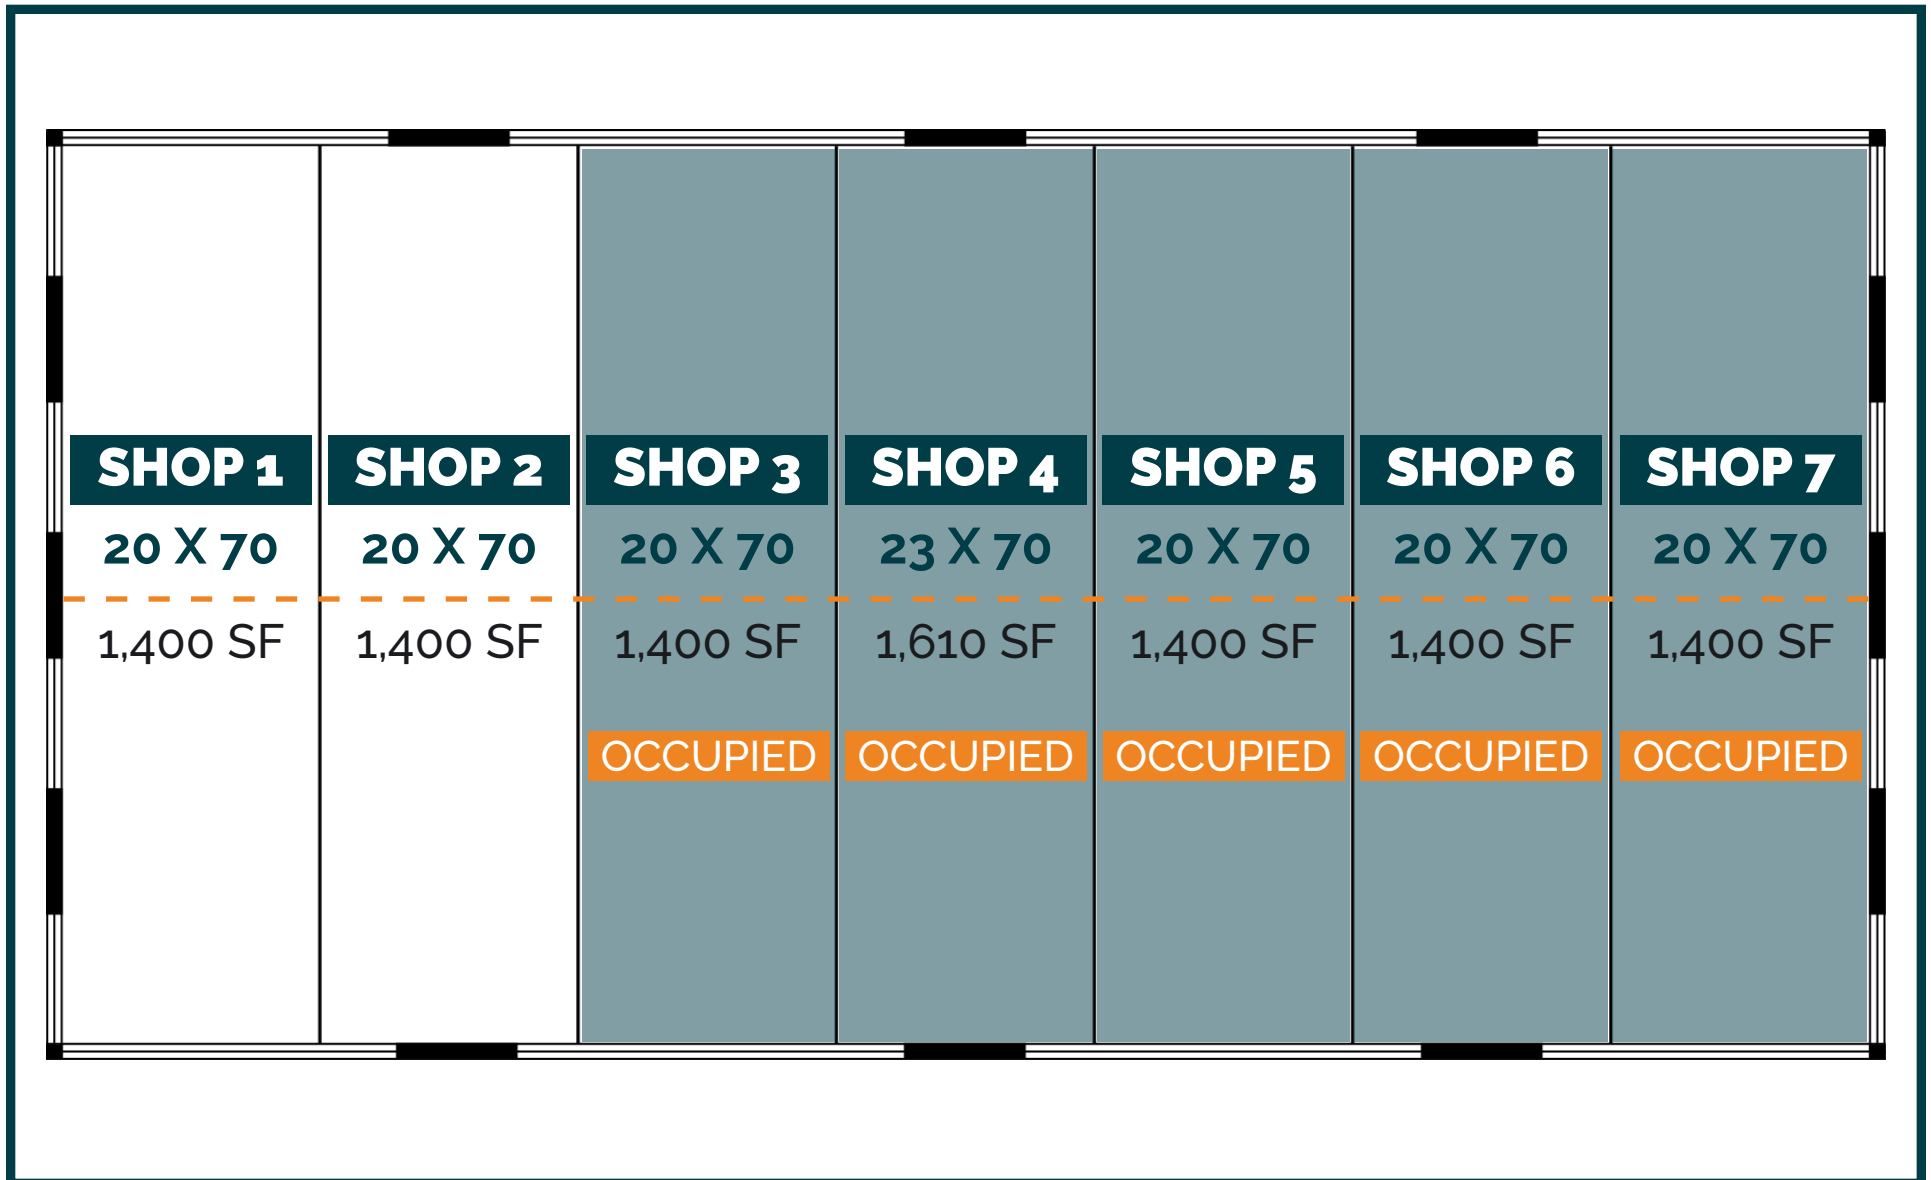 SHOP 1
20 X 70
1,400 SF
SHOP 2
20 X 70
1,400 SF
SHOP 3
20 X 70
1,400 SF
OCCUPIED
SHOP 4
23 X 70
1,610 SF
OCCUPIED
SHOP 5
20 X 70
1,400 SF
OCCUPIED
SHOP 6
20 X 70
1,400 SF
OCCUPIED
SHOP 7
20 X 70
1,400 SF
OCCUPIED